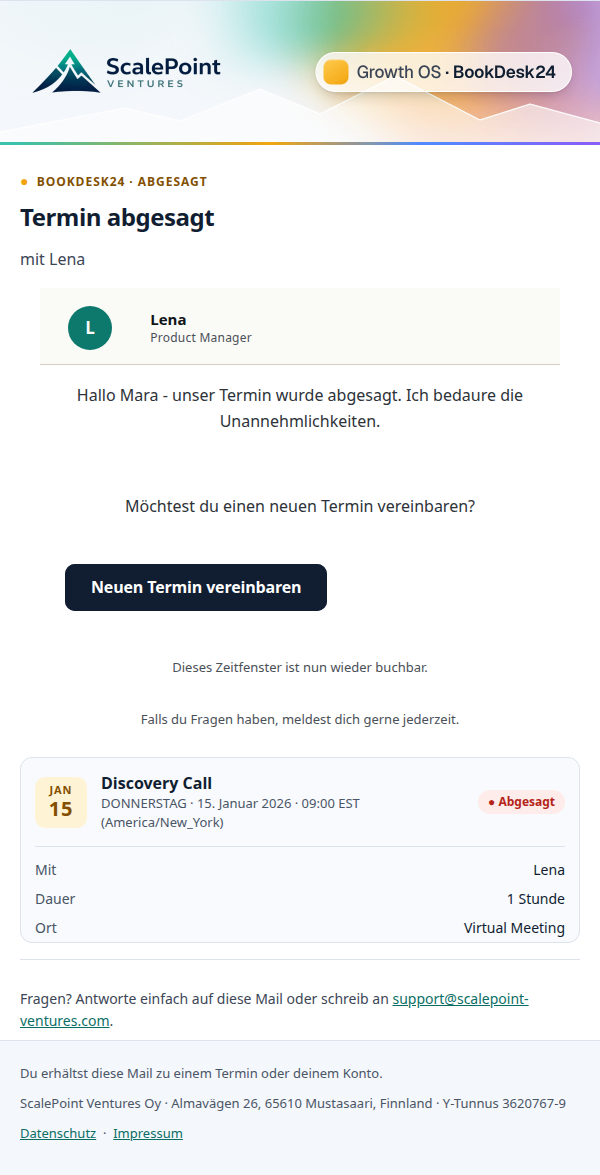 ScalePoint
VENTURES
Growth OS · BookDesk24
BOOKDESK24 · ABGESAGT
Termin abgesagt
mit Lena
L
Lena
Product Manager
Hallo Mara - unser Termin wurde abgesagt. Ich bedaure die
Unannehmlichkeiten.
Möchtest du einen neuen Termin vereinbaren?
Neuen Termin vereinbaren
Dieses Zeitfenster ist nun wieder buchbar.
Falls du Fragen haben, meldest dich gerne jederzeit.
JAN
15
Discovery Call
DONNERSTAG · 15. Januar 2026 · 09:00 EST
(America/New_York)
● Abgesagt
Mit Lena
Dauer 1 Stunde
Ort Virtual Meeting
Fragen? Antworte einfach auf diese Mail oder schreib an support@scalepoint-
ventures.com.
Du erhältst diese Mail zu einem Termin oder deinem Konto.
ScalePoint Ventures Oy · Almavägen 26, 65610 Mustasaari, Finnland · Y-Tunnus 3620767-9
Datenschutz · Impressum